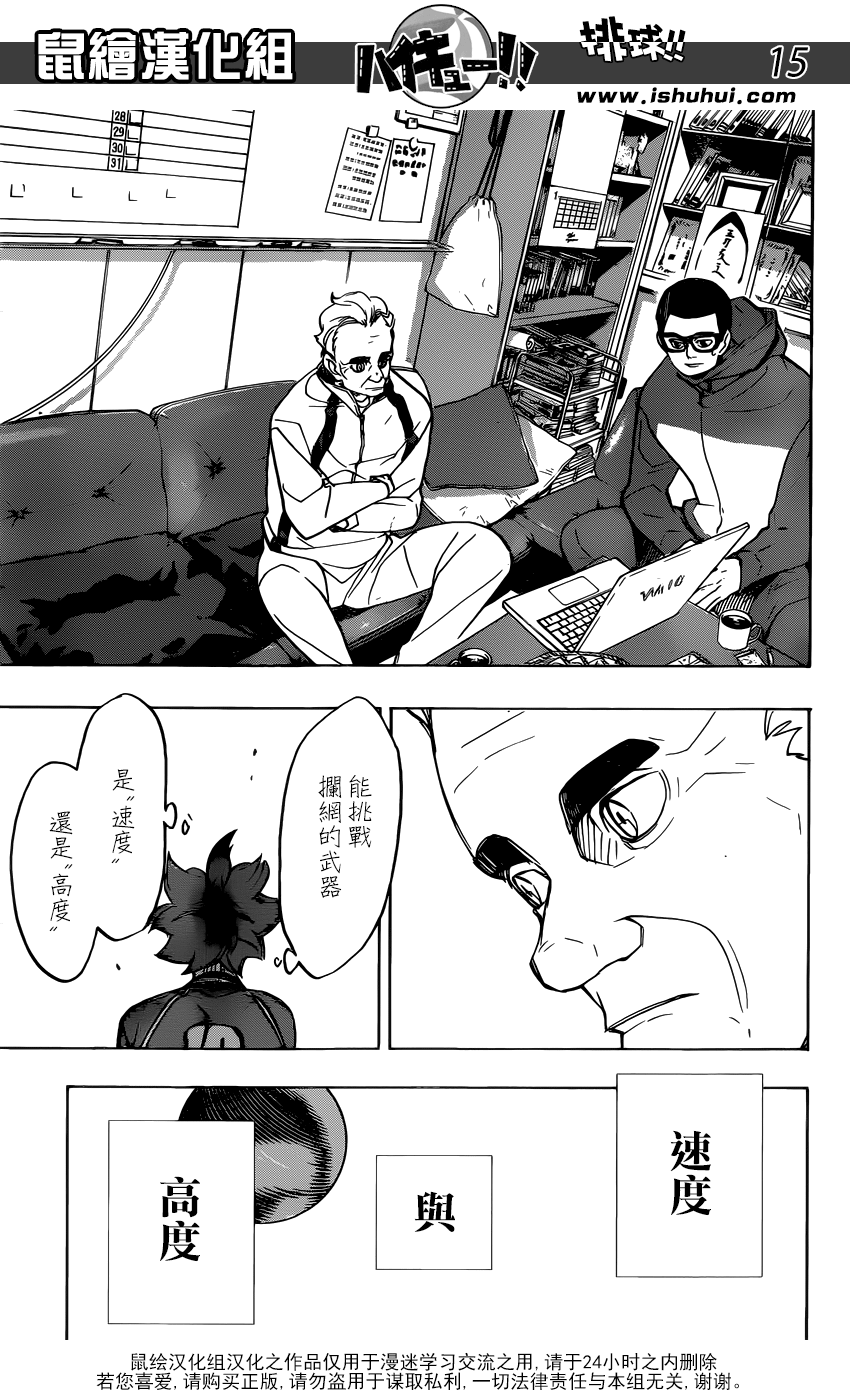 鼠繪漢化組
ハイキュー!!
排球!!
15
www.ishuhui.com
28
29
30
31
1
VAIO
能挑戰
攔網的武器
是“速度”
還是“高度”
速度
與
高度
鼠绘汉化组汉化之作品仅用于漫迷学习交流之用,请于24小时之内删除
若您喜爱,请购买正版,请勿盗用于谋取私利,一切法律责任与本组无关,谢谢。